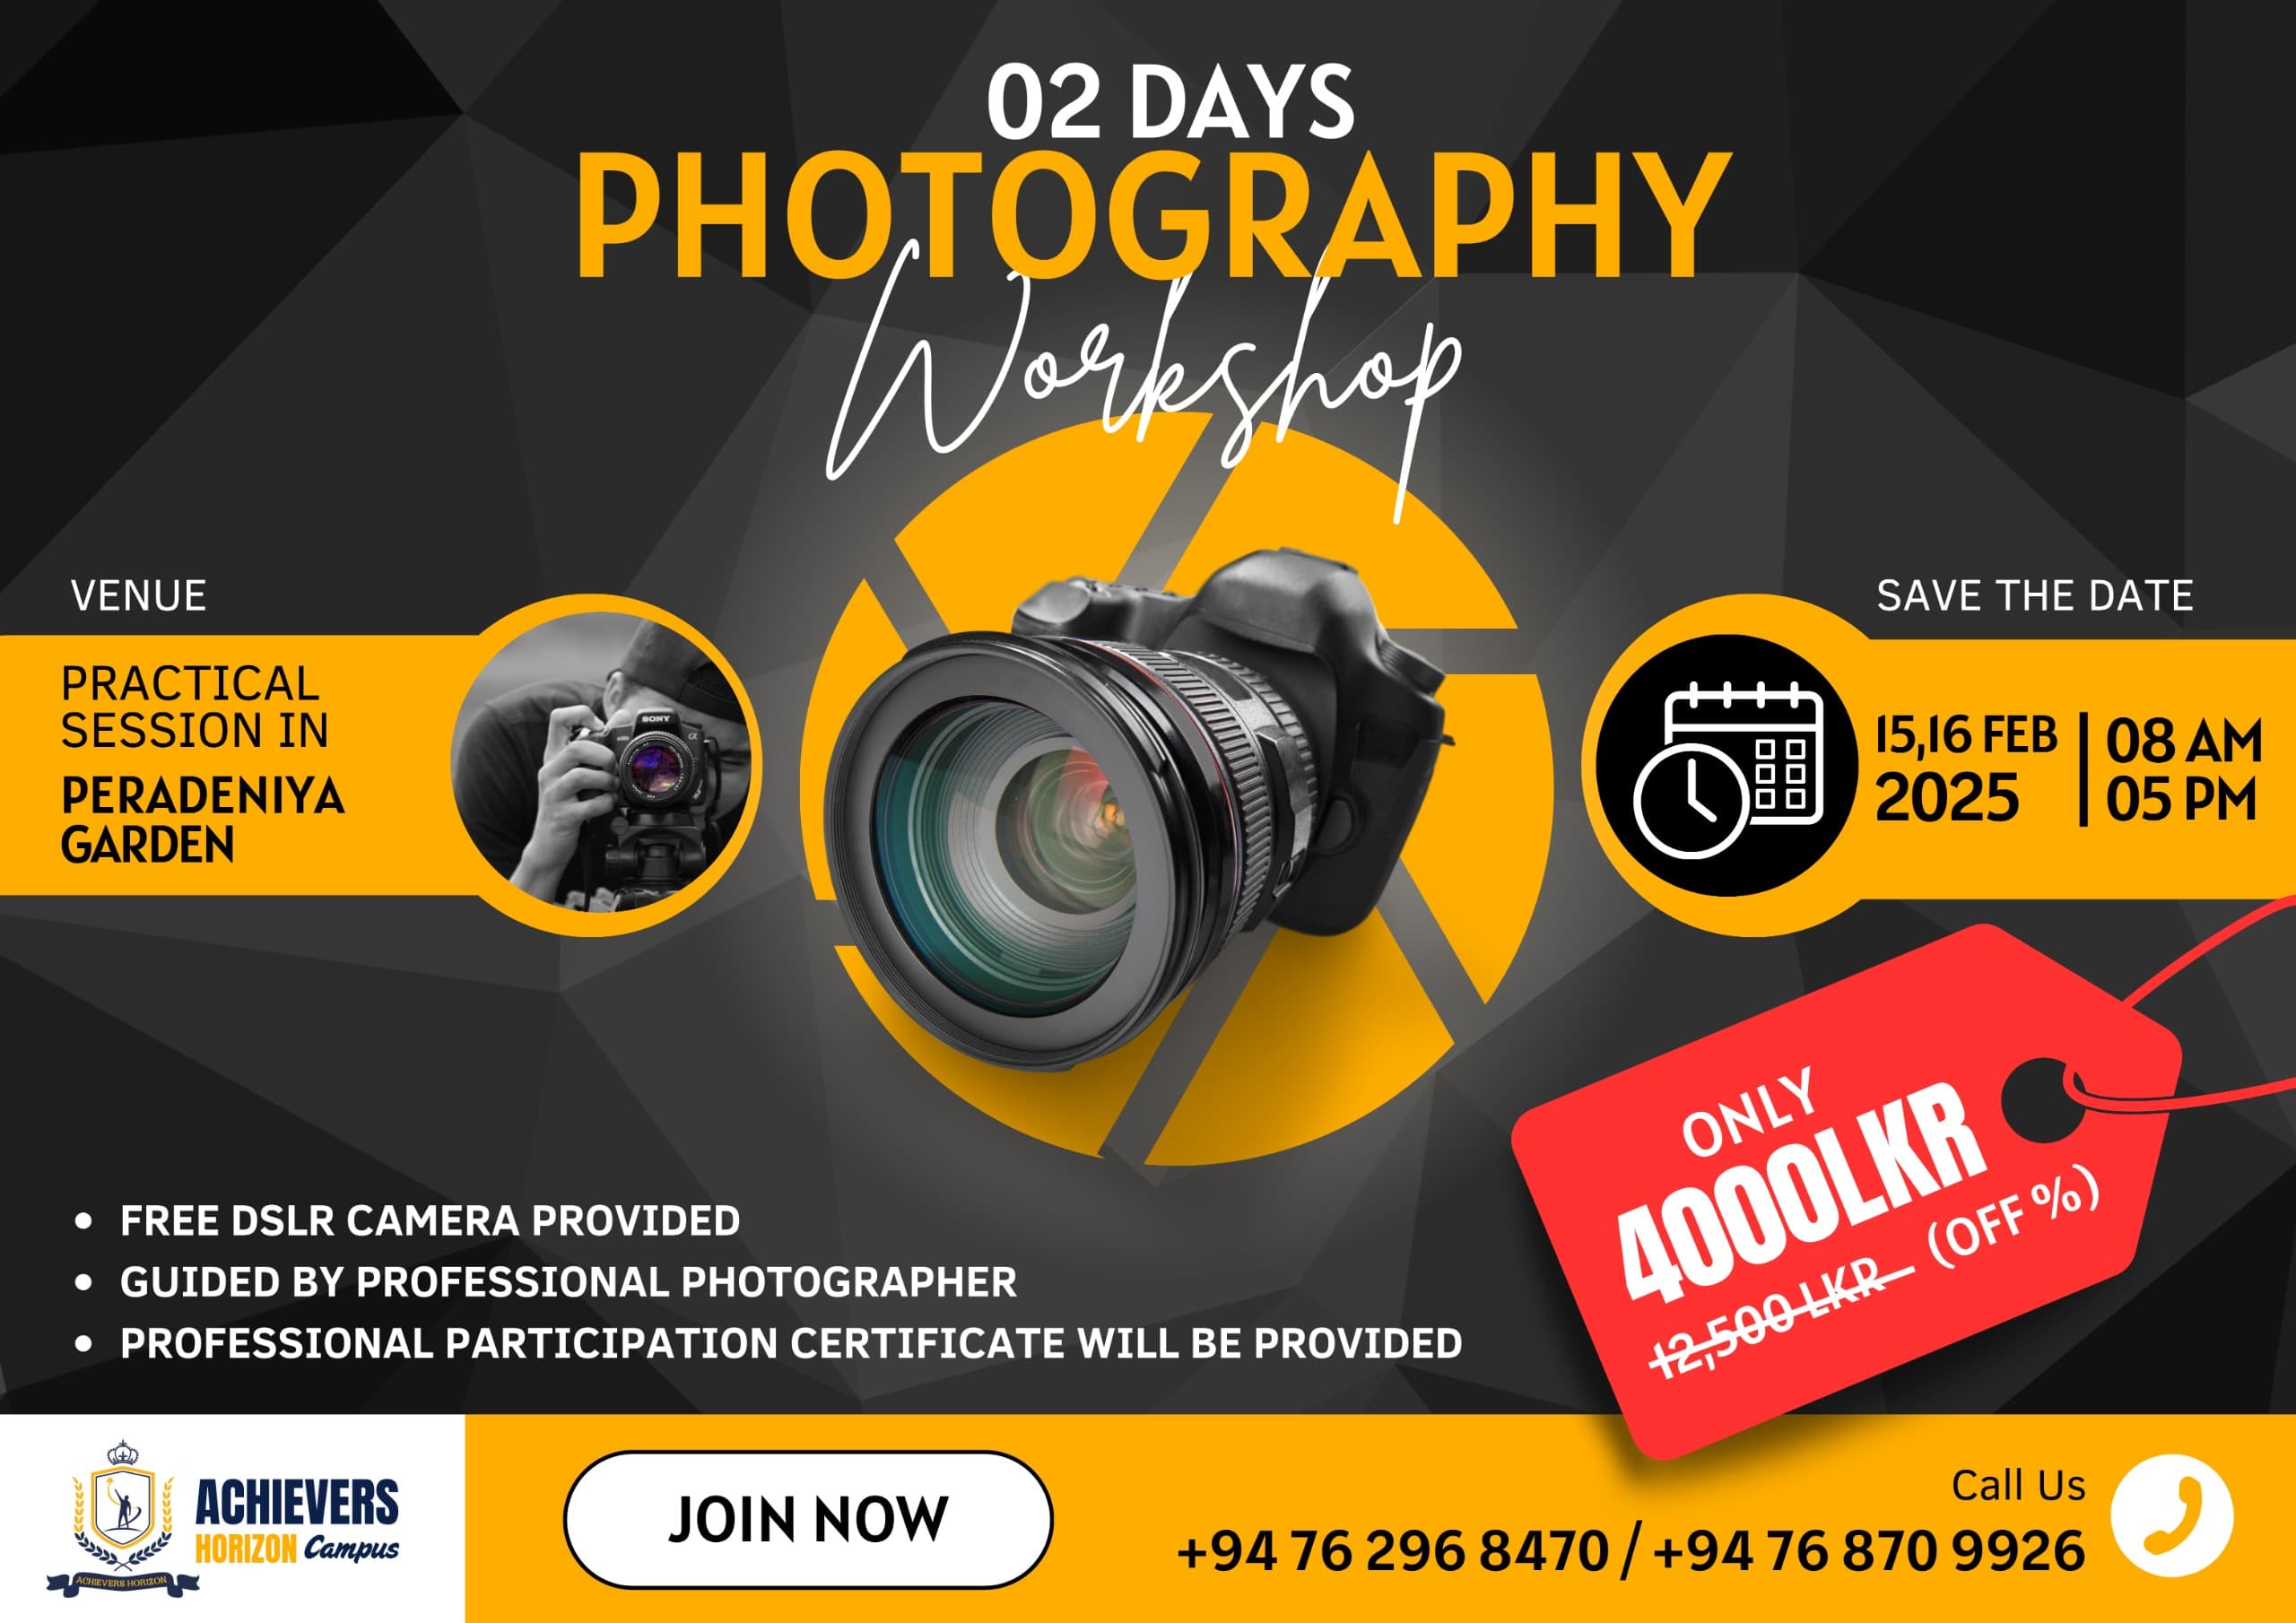 02 DAYS
PHOTOGRAPHY
Workshop
VENUE
PRACTICAL
SESSION IN
PERADENIYA
GARDEN
SONY
α
SAVE THE DATE
15,16 FEB
2025
08 AM
05 PM
ONLY
4000LKR
12,500 LKR (OFF %)
• FREE DSLR CAMERA PROVIDED
• GUIDED BY PROFESSIONAL PHOTOGRAPHER
• PROFESSIONAL PARTICIPATION CERTIFICATE WILL BE PROVIDED
ACHIEVERS
HORIZON Campus
ACHIEVERS HORIZON
JOIN NOW
Call Us
+94 76 296 8470 / +94 76 870 9926